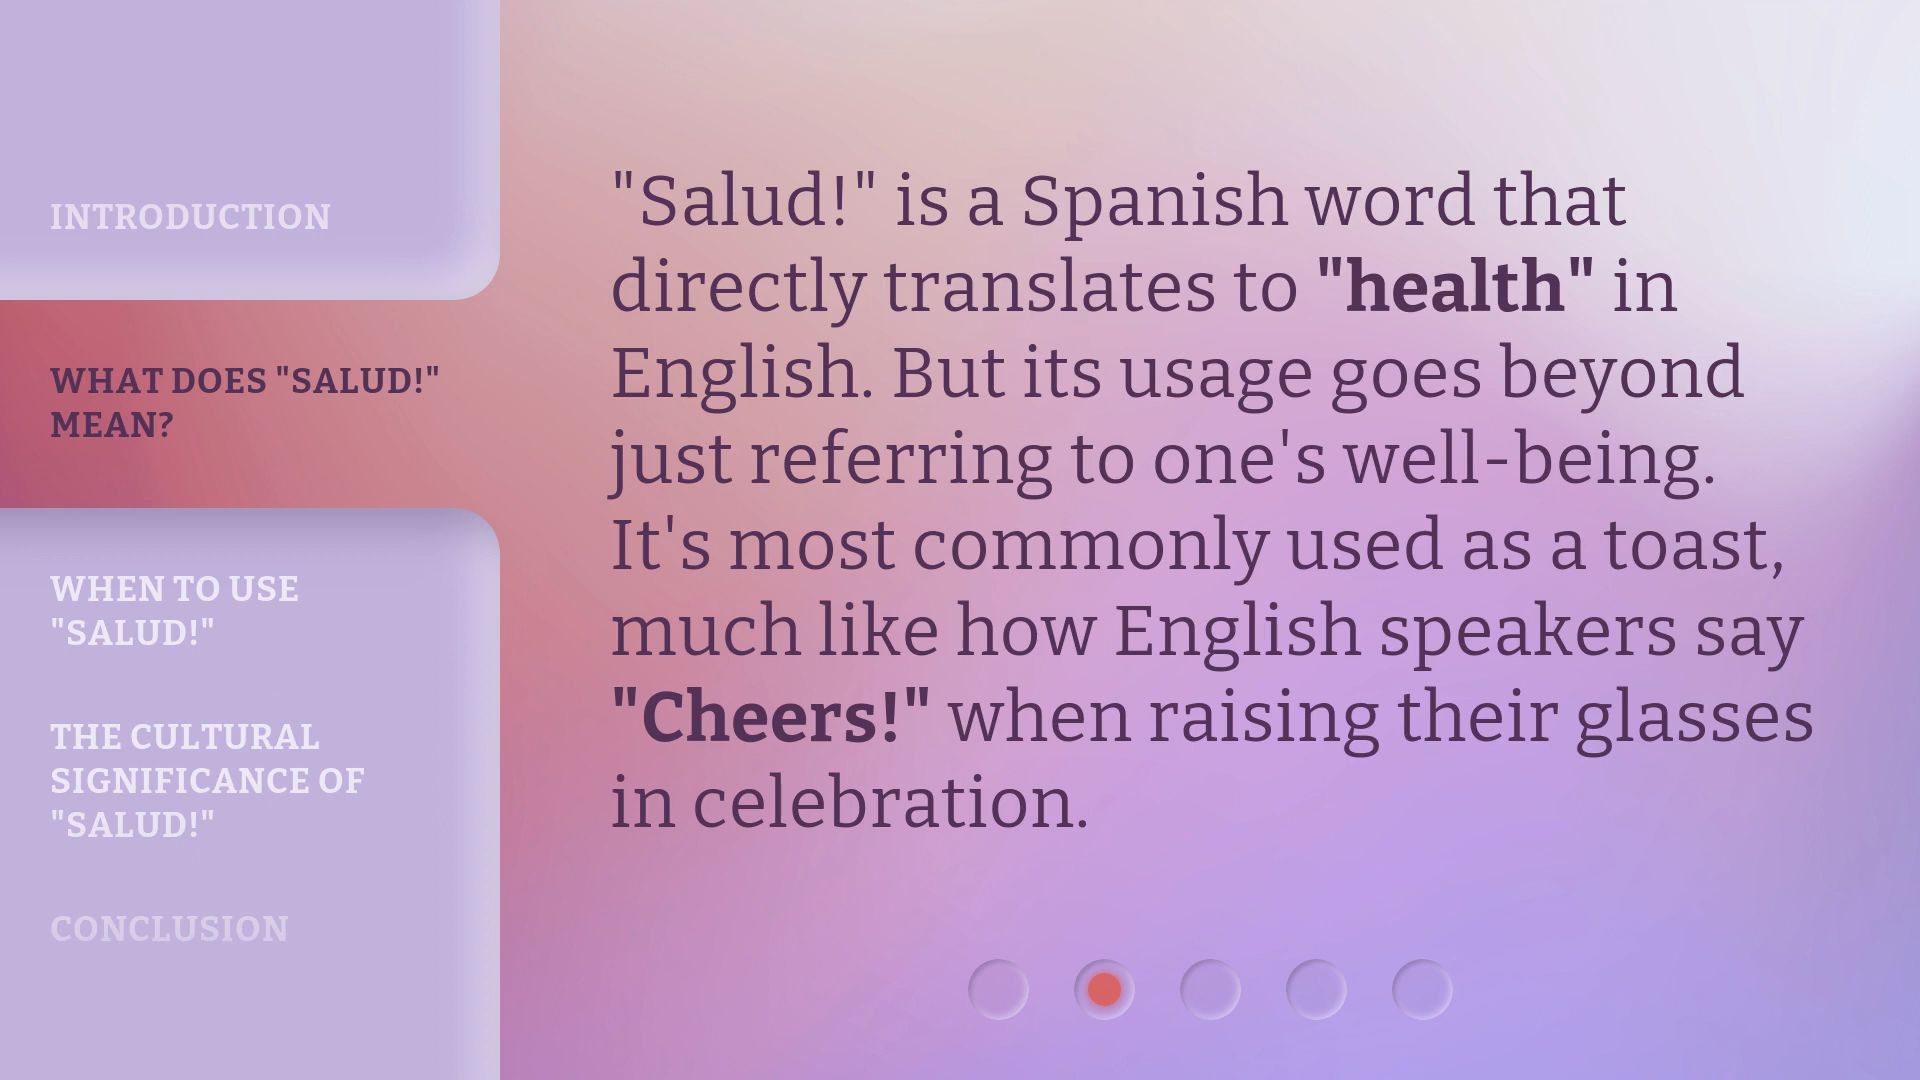 INTRODUCTION
WHAT DOES "SALUD!"
MEAN?
WHEN TO USE
"SALUD!"
THE CULTURAL
SIGNIFICANCE OF
"SALUD!"
CONCLUSION
"Salud!" is a Spanish word that
directly translates to "health" in
English. But its usage goes beyond
just referring to one's well-being.
It's most commonly used as a toast,
much like how English speakers say
"Cheers!" when raising their glasses
in celebration.